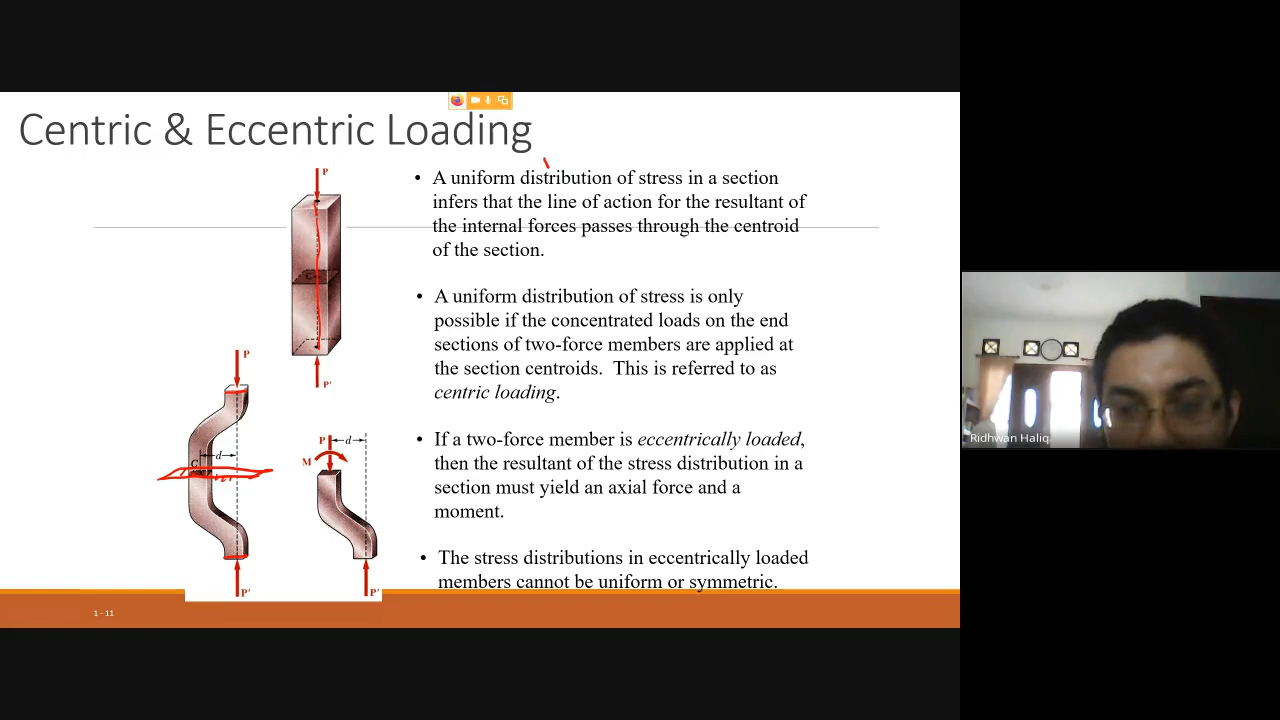 Centric & Eccentric Loading
• A uniform distribution of stress in a section
infers that the line of action for the resultant of
the internal forces passes through the centroid
of the section.
• A uniform distribution of stress is only
possible if the concentrated loads on the end
sections of two-force members are applied at
the section centroids. This is referred to as
centric loading.
• If a two-force member is eccentrically loaded,
then the resultant of the stress distribution in a
section must yield an axial force and a
moment.
• The stress distributions in eccentrically loaded
members cannot be uniform or symmetric.
P
C
P'
P
C
d
P'
P
d
M
P'
1 - 11
Ridhwan Haliq